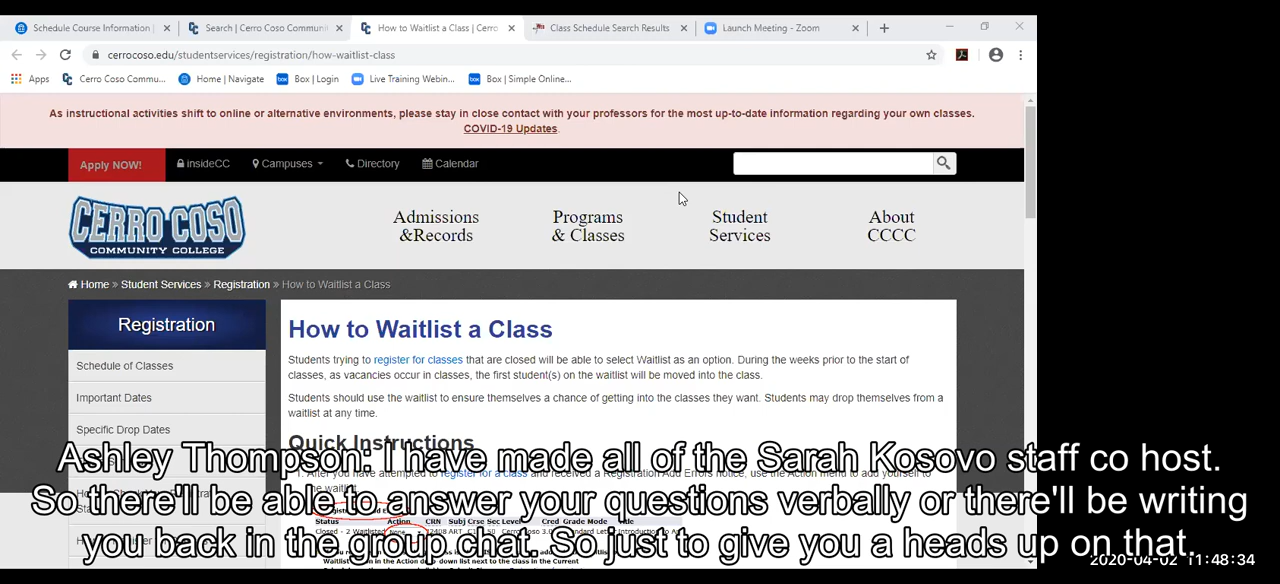 Schedule Course Information
Search | Cerro Coso Communi
How to Waitlist a Class | Cerro
Class Schedule Search Results
Launch Meeting - Zoom
cerrocoso.edu/studentservices/registration/how-waitlist-class
Apps
Cerro Coso Commu...
Home | Navigate
Box | Login
Live Training Webin...
Box | Simple Online...
As instructional activities shift to online or alternative environments, please stay in close contact with your professors for the most up-to-date information regarding your own classes.
COVID-19 Updates.
Apply NOW!
insideCC
Campuses
Directory
Calendar
CERRO COSO
COMMUNITY COLLEGE
Admissions
&Records
Programs
& Classes
Student
Services
About
CCCC
Home » Student Services » Registration » How to Waitlist a Class
Registration
Schedule of Classes
Important Dates
Specific Drop Dates
How to Waitlist a Class
Students trying to register for classes that are closed will be able to select Waitlist as an option. During the weeks prior to the start of
classes, as vacancies occur in classes, the first student(s) on the waitlist will be moved into the class.
Students should use the waitlist to ensure themselves a chance of getting into the classes they want. Students may drop themselves from a
waitlist at any time.
Quick Instructions
Ashley Thompson: I have made all of the Sarah Kosovo staff co host.
So there'll be able to answer your questions verbally or there'll be writing
you back in the group chat. So just to give you a heads up on that.
2020-04-02 11:48:34